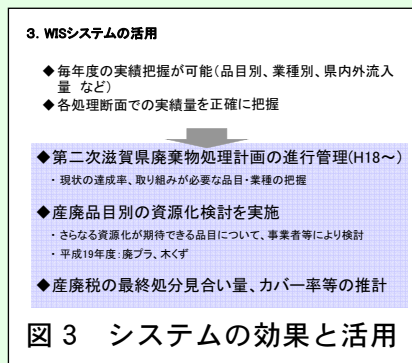 3. WISシステムの活用
◆毎年度の実績把握が可能(品目別、業種別、県内外流入
量 など)
◆各処理断面での実績量を正確に把握
◆第二次滋賀県廃棄物処理計画の進行管理(H18～)
・現状の達成率、取り組みが必要な品目・業種の把握
◆産廃品目別の資源化検討を実施
・さらなる資源化が期待できる品目について、事業者等により検討
・平成19年度:廃プラ、木くず
◆産廃税の最終処分見合い量、カバー率等の推計
図3 システムの効果と活用